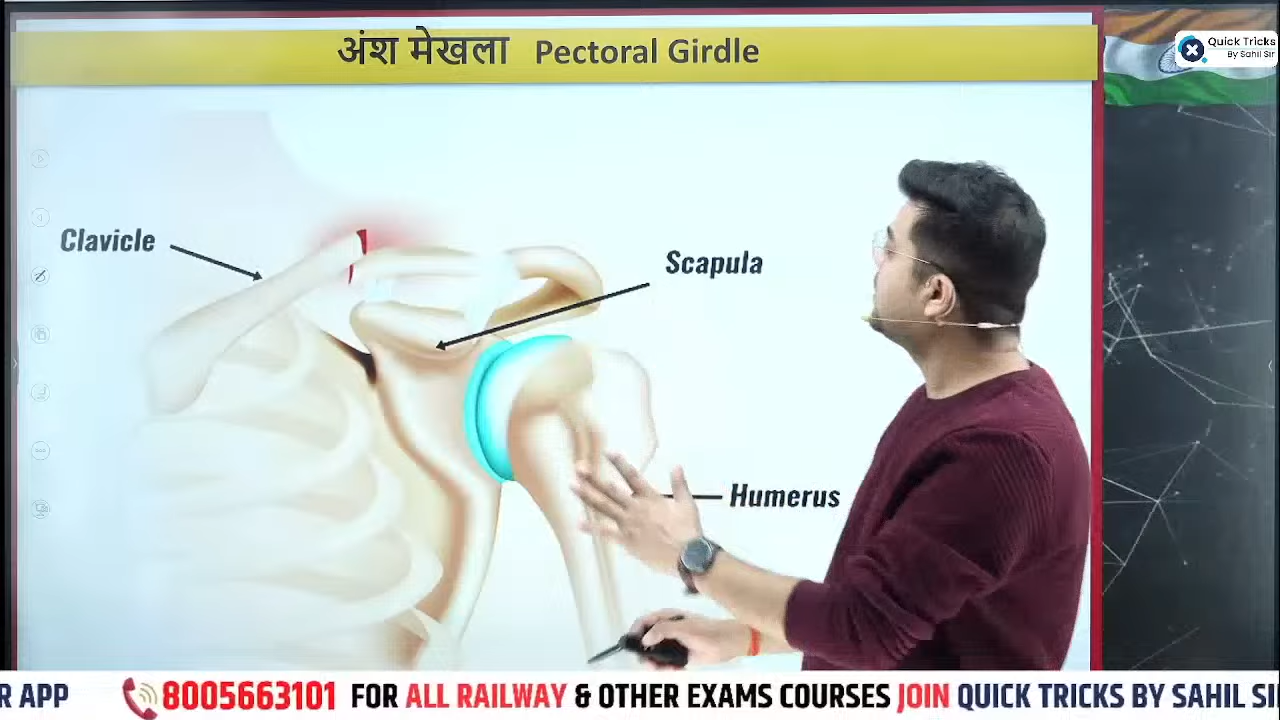 अंश मेखला Pectoral Girdle
Quick Tricks
By Sahil Sir
Clavicle
Scapula
Humerus
R APP 8005663101 FOR ALL RAILWAY & OTHER EXAMS COURSES JOIN QUICK TRICKS BY SAHIL SI